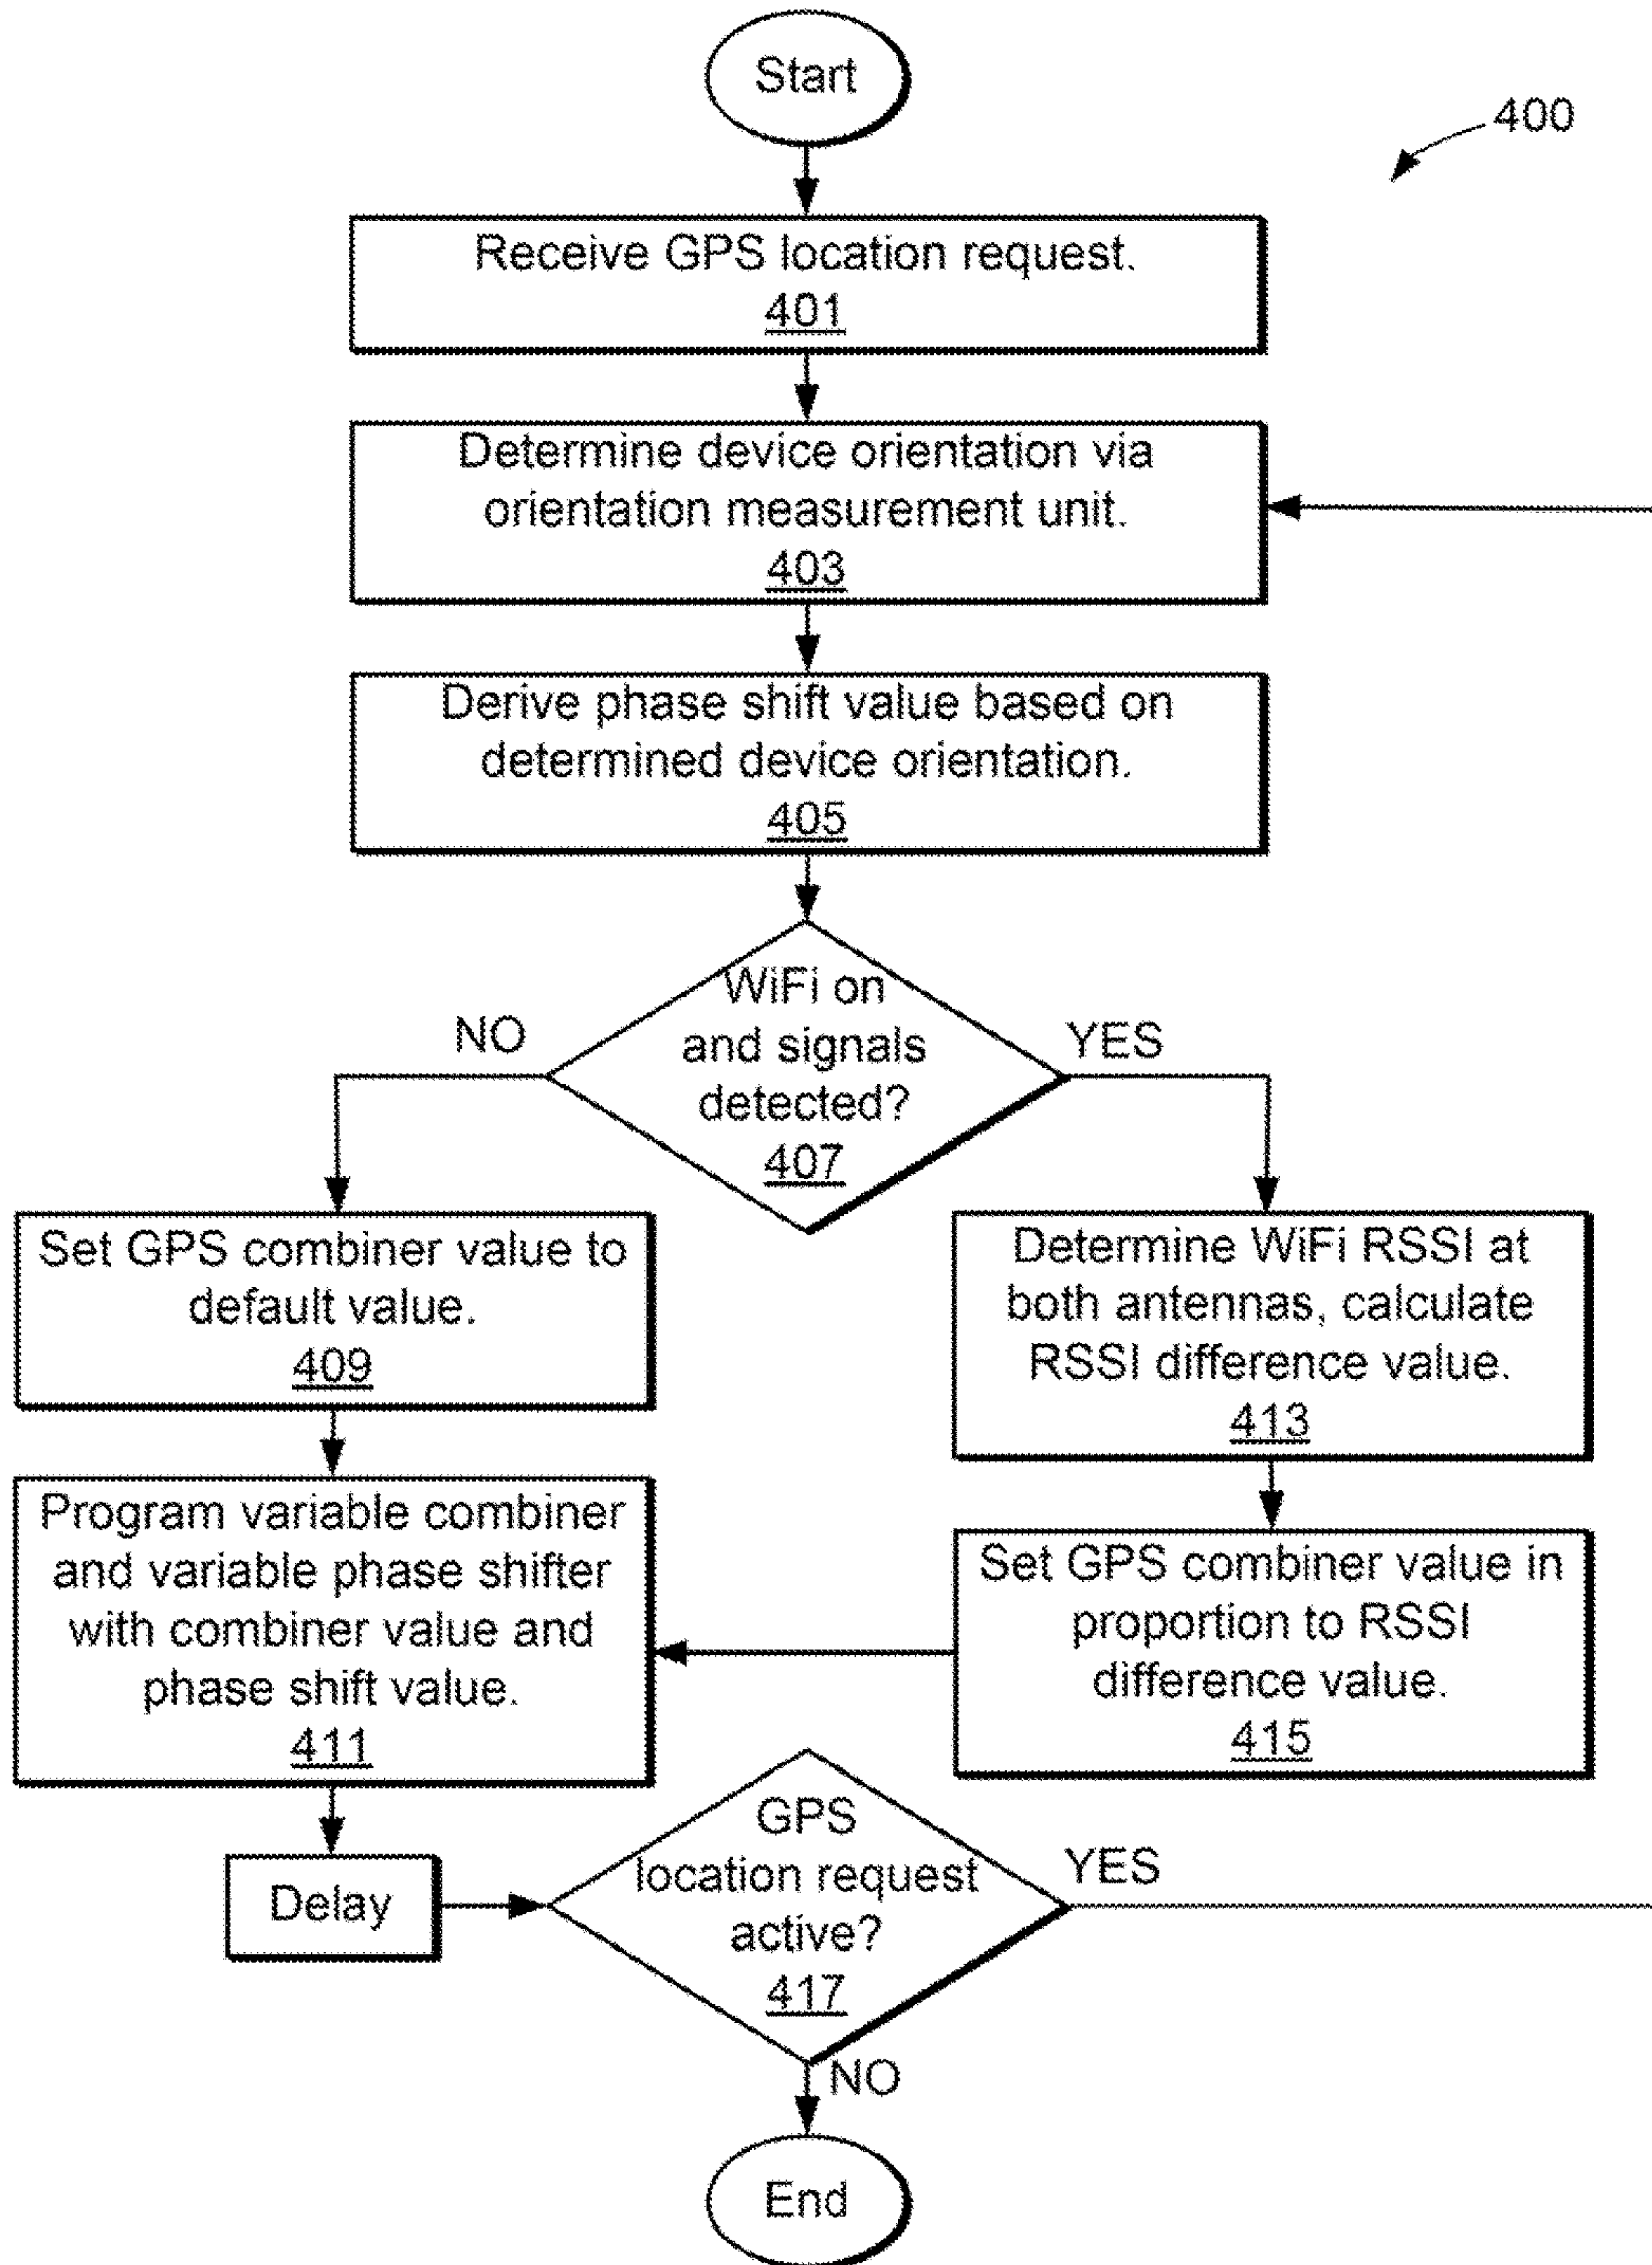 Start
400
Receive GPS location request.
401
Determine device orientation via
orientation measurement unit.
403
Derive phase shift value based on
determined device orientation.
405
WiFi on
and signals
detected?
407
NO
YES
Set GPS combiner value to
default value.
409
Determine WiFi RSSI at
both antennas, calculate
RSSI difference value.
413
Program variable combiner
and variable phase shifter
with combiner value and
phase shift value.
411
Set GPS combiner value in
proportion to RSSI
difference value.
415
Delay
GPS
location request
active?
417
YES
NO
End